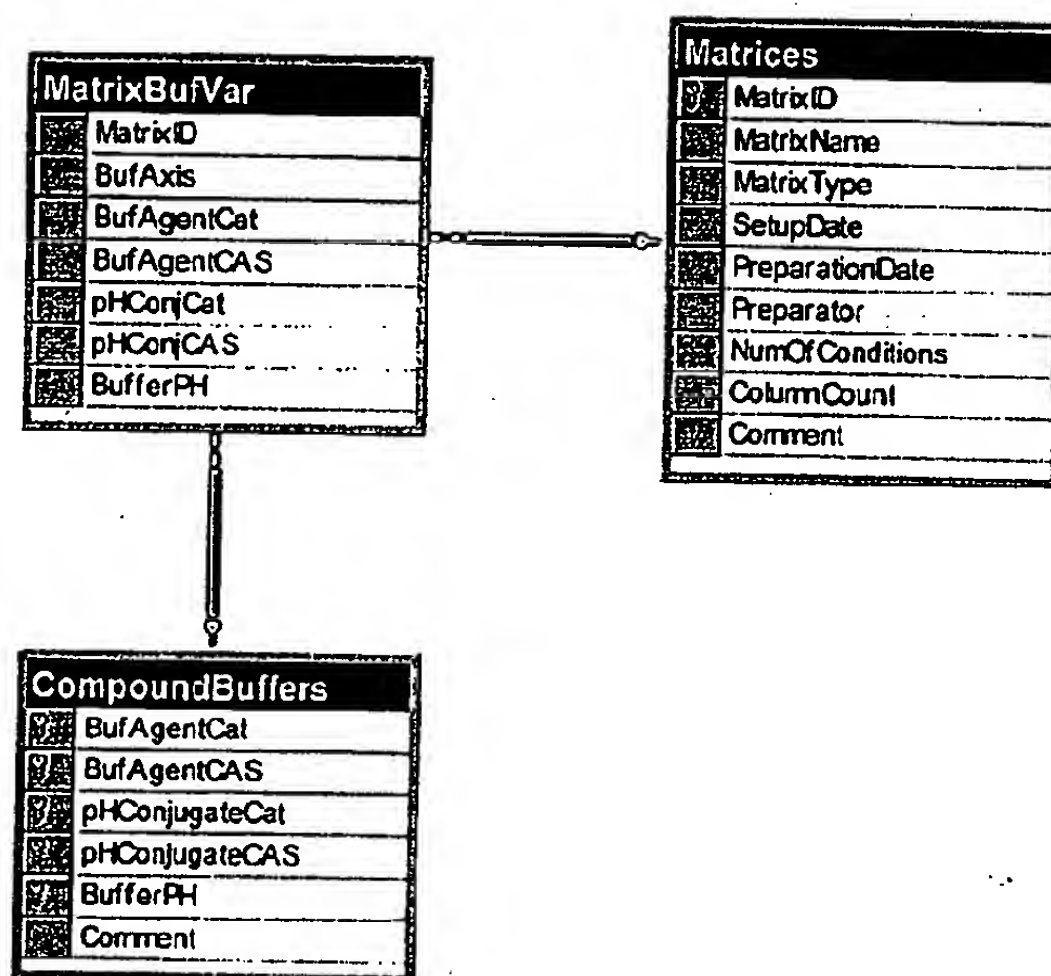 MatrixBufVar
MatrixID
BufAxis
BufAgentCat
BufAgentCAS
pHConjCat
pHConjCAS
BufferPH
Matrices
MatrixID
MatrixName
MatrixType
SetupDate
PreparationDate
Preparator
NumOfConditions
ColumnCount
Comment
CompoundBuffers
BufAgentCat
BufAgentCAS
pHConjugateCat
pHConjugateCAS
BufferPH
Comment